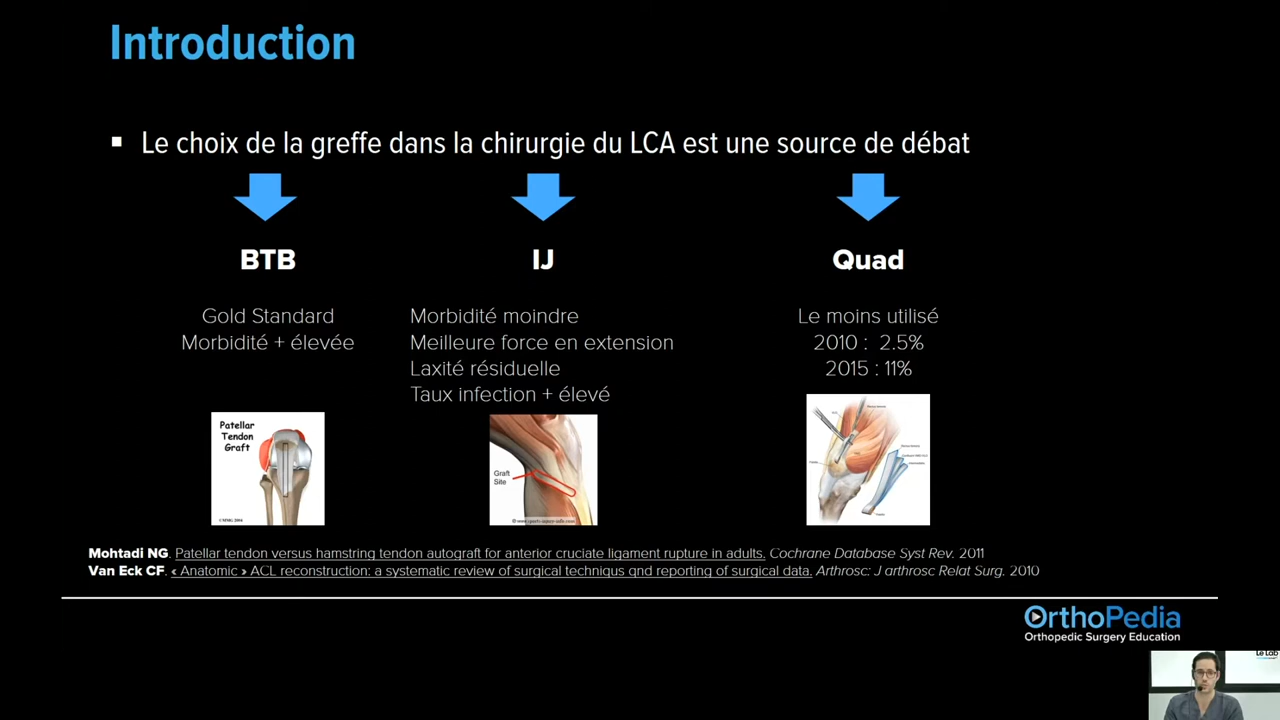 Introduction
▪ Le choix de la greffe dans la chirurgie du LCA est une source de débat
BTB
Gold Standard
Morbidité + élevée
IJ
Morbidité moindre
Meilleure force en extension
Laxité résiduelle
Taux infection + élevé
Quad
Le moins utilisé
2010 : 2.5%
2015 : 11%
Patellar
Tendon
Graft
Graft
Site
Mohtadi NG. Patellar tendon versus hamstring tendon autograft for anterior cruciate ligament rupture in adults. Cochrane Database Syst Rev. 2011
Van Eck CF. « Anatomic » ACL reconstruction: a systematic review of surgical techniqus qnd reporting of surgical data. Arthrosc: J arthrosc Relat Surg. 2010
OrthoPedia
Orthopedic Surgery Education
Le Lab